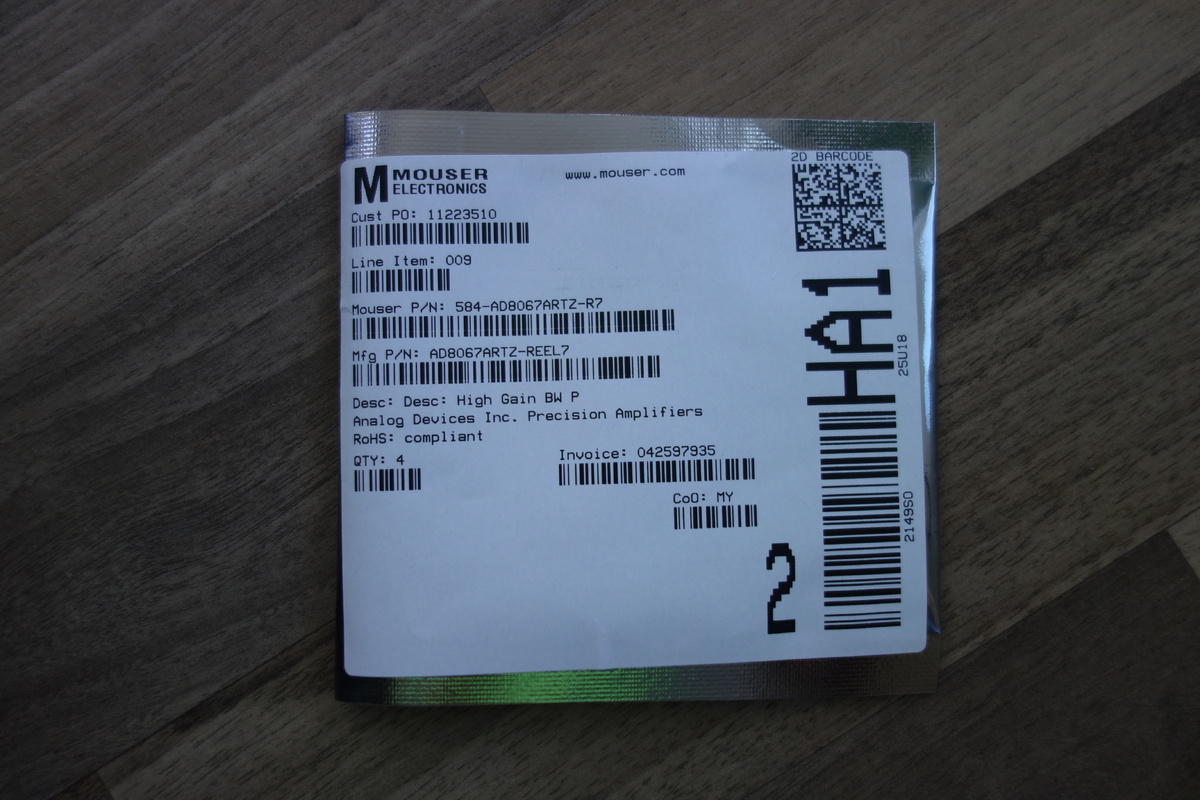 M MOUSER
ELECTRONICS
www.mouser.com
2D BARCODE
Cust PO: 11223510
Line Item: 009
Mouser P/N: 584-AD8067ARTZ-R7
Mfg P/N: AD8067ARTZ-REEL7
Desc: Desc: High Gain BW P
Analog Devices Inc. Precision Amplifiers
RoHS: compliant
QTY: 4
Invoice: 042597935
CoO: MY
2
HA1
25U18
2149SO